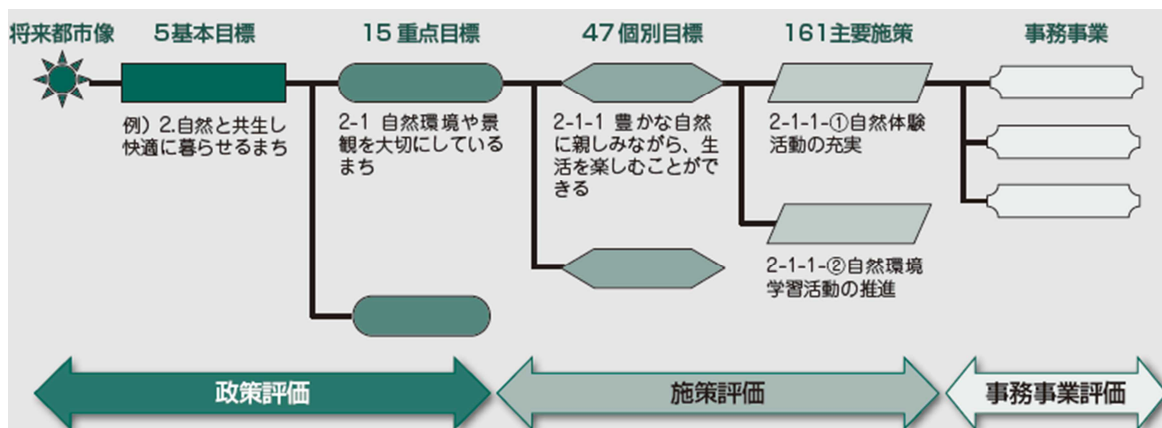 将来都市像
5基本目標
15重点目標
47個別目標
161主要施策
事務事業
例）2.自然と共生し
快適に暮らせるまち
2-1 自然環境や景
観を大切にしている
まち
2-1-1 豊かな自然
に親しみながら、生
活を楽しむことがで
きる
2-1-1-①自然体験
活動の充実
2-1-1-②自然環境
学習活動の推進
政策評価
施策評価
事務事業評価